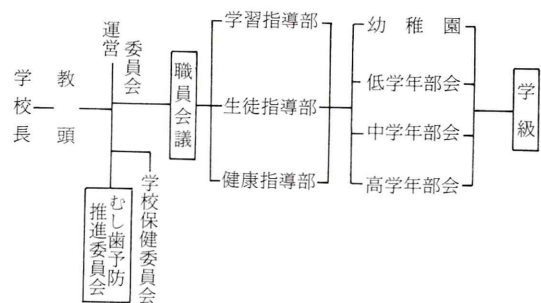 学校長
教頭
運営委員会
むし歯予防推進委員会
学校保健委員会
職員会議
学習指導部
生徒指導部
健康指導部
幼稚園
低学年部会
中学年部会
高学年部会
学級